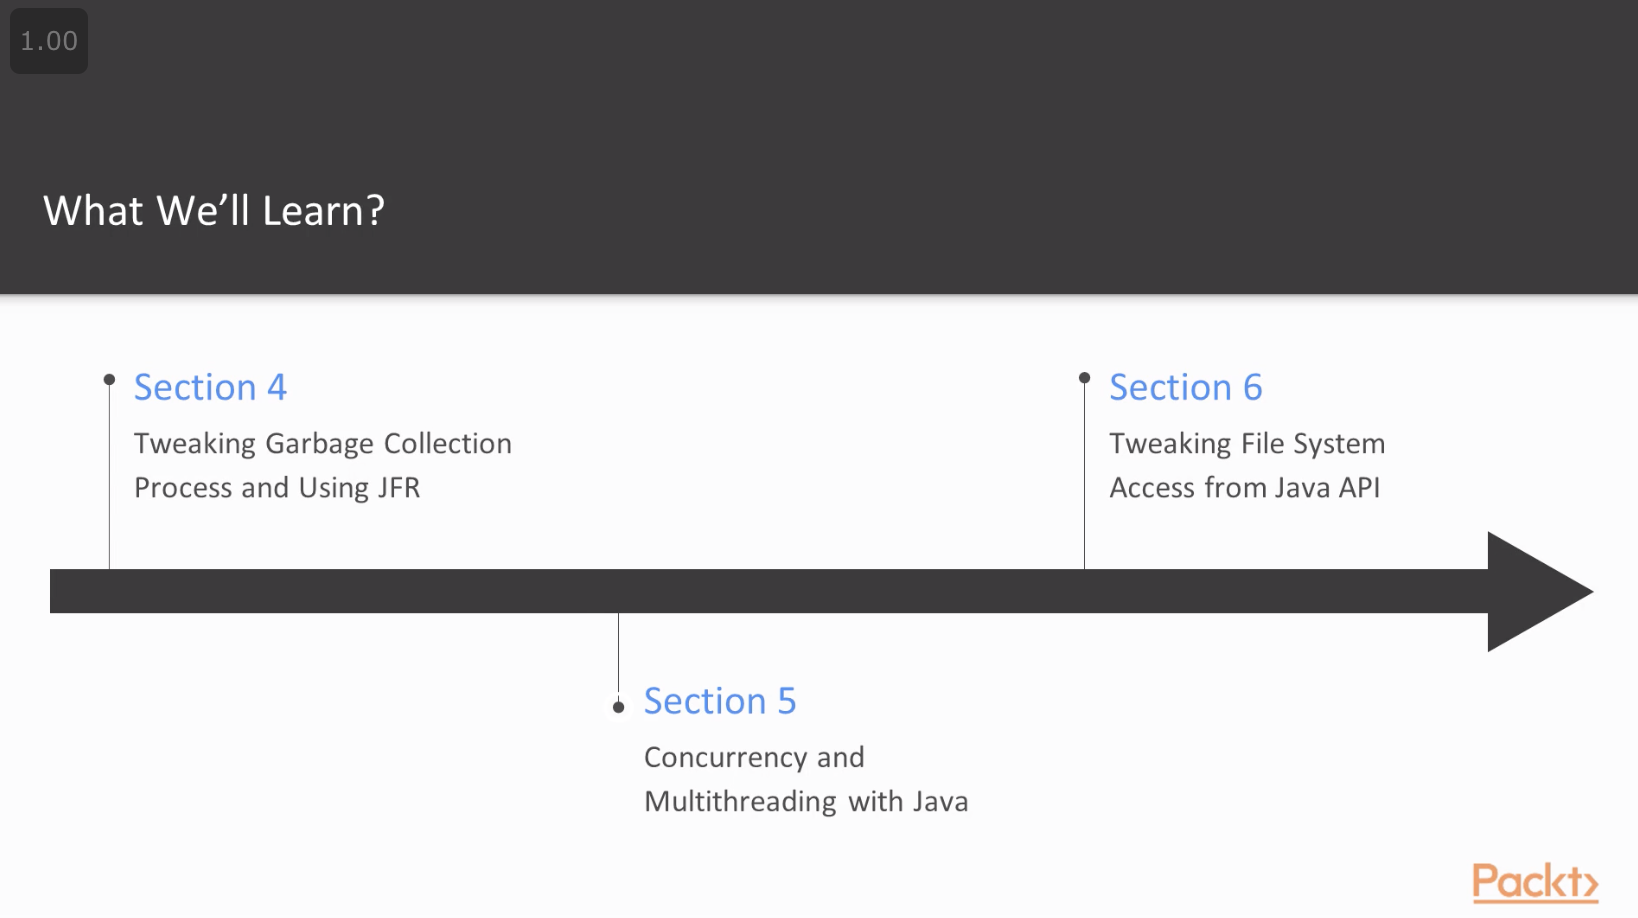 1.00
What We’ll Learn?
Section 4
Tweaking Garbage Collection
Process and Using JFR
Section 6
Tweaking File System
Access from Java API
Section 5
Concurrency and
Multithreading with Java
Packt